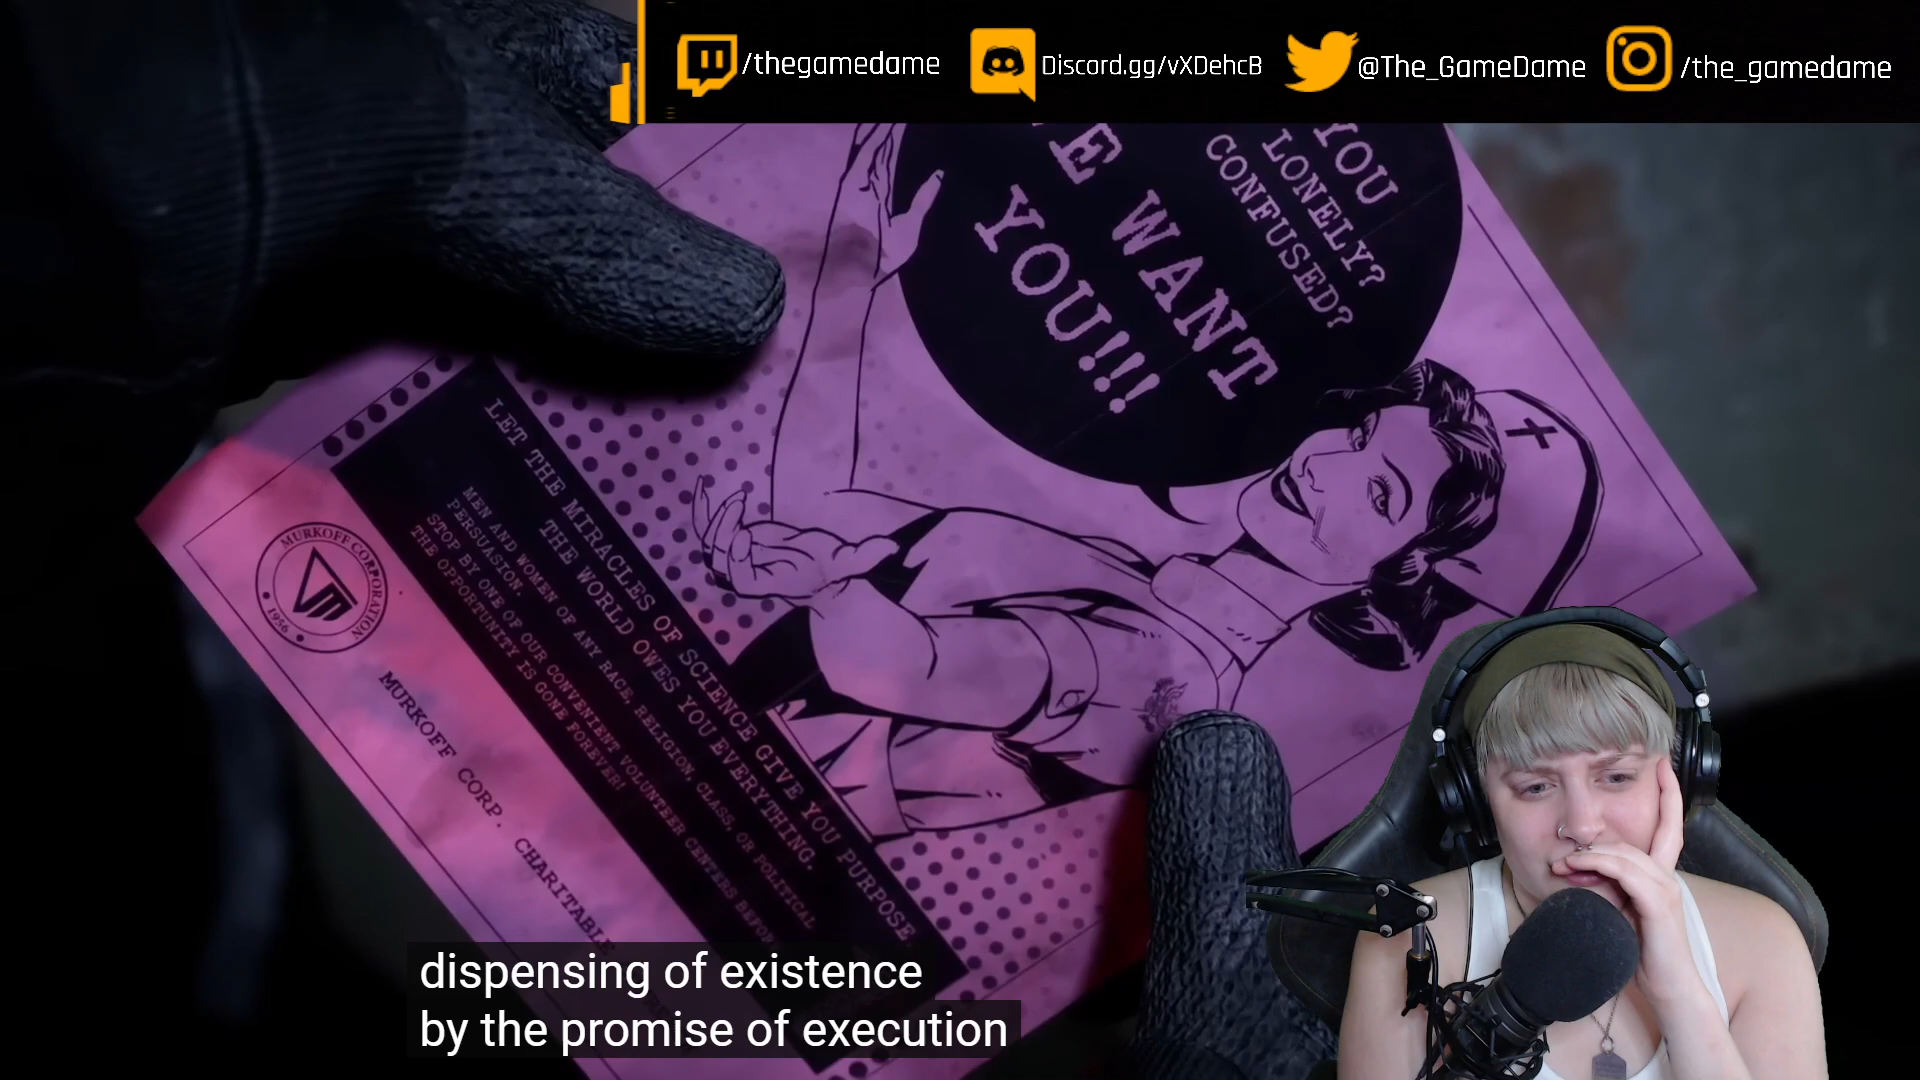 /thegamedame
Discord.gg/vXDehcB
@The_GameDame
/the_gamedame
YOU
LONELY?
CONFUSED?
E WANT
YOU!!!
LET THE MIRACLES OF SCIENCE GIVE YOU PURPOSE.
THE WORLD OWES YOU EVERYTHING.
MEN AND WOMEN OF ANY RACE, RELIGION, CLASS, OR POLITICAL
PERSUASION.
STOP BY ONE OF OUR CONVENIENT VOLUNTEER CENTERS BEFOR
THE OPPORTUNITY IS GONE FOREVER!
MURKOFF CORPORATION
• 1956 •
MURKOFF CORP. CHARITABLE
dispensing of existence
by the promise of execution